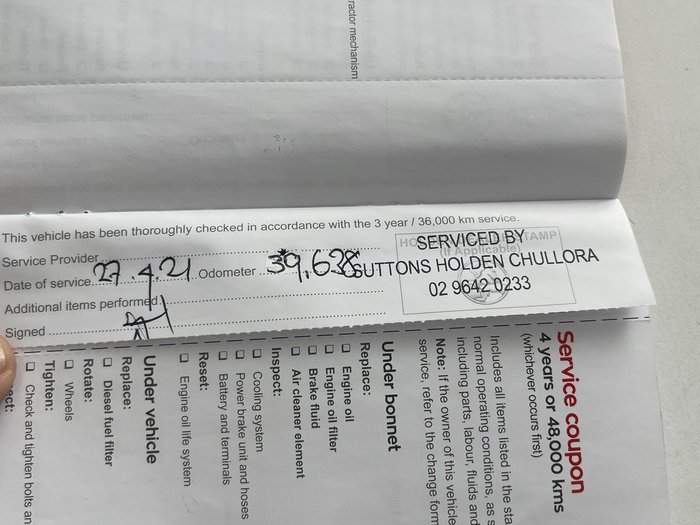 ractor mechanism
This vehicle has been thoroughly checked in accordance with the 3 year / 36,000 km service.
Service Provider
Date of service 27.4.21 Odometer 39,638
Additional items performed
Signed
SERVICED BY
(If Applicable)
SUTTONS HOLDEN CHULLORA
02 9642 0233
Service coupon
4 years or 48,000 kms
(whichever occurs first)
Includes all items listed in the sta
normal operating conditions, as s
including parts, labour, fluids and
Note: If the owner of this vehicle
service, refer to the change form
Under bonnet
Replace:
Engine oil
Engine oil filter
Brake fluid
Air cleaner element
Inspect:
Cooling system
Power brake unit and hoses
Battery and terminals
Reset:
Engine oil life system
Under vehicle
Replace:
Diesel fuel filter
Rotate:
Wheels
Tighten:
Check and tighten bolts an
ect: